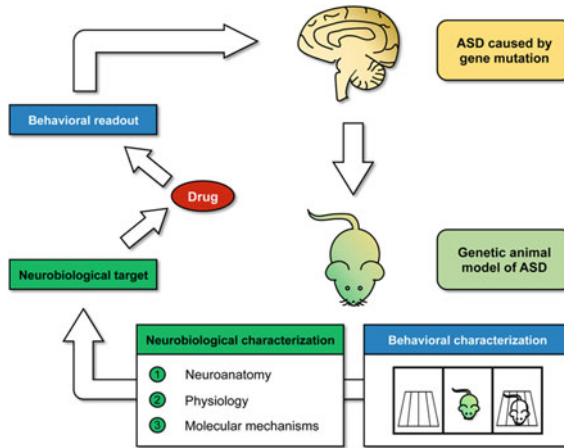 ASD caused by
gene mutation
Behavioral readout
Drug
Neurobiological target
Genetic animal
model of ASD
Neurobiological characterization
1 Neuroanatomy
2 Physiology
3 Molecular mechanisms
Behavioral characterization